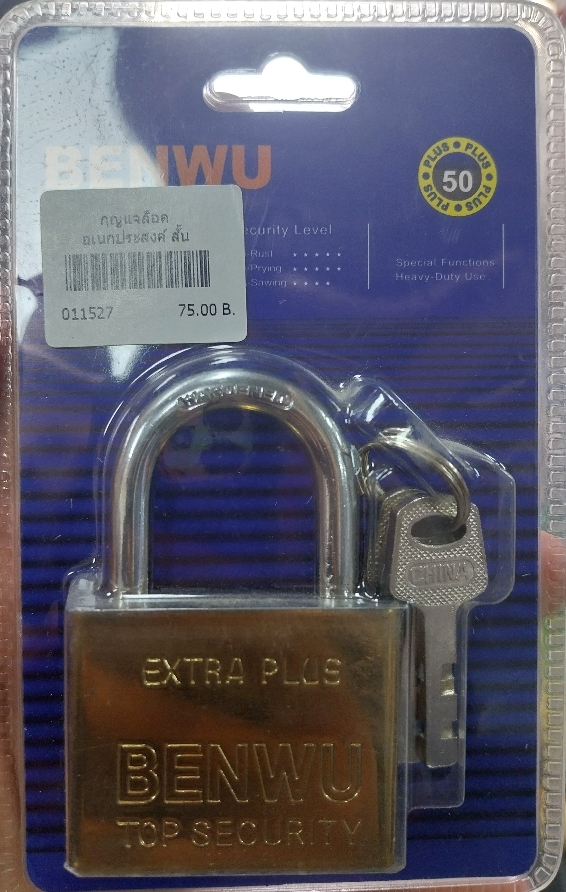 BENWU
PLUS • PLUS • PLUS • PLUS • PLUS
50
กุญแจล็อค
อเนกประสงค์ สั้น
011527 75.00 B.
ecurity Level
-Rust
Prying
-Sawing
Special Functions
Heavy-Duty Use
HARDENED
CHINA
EXTRA PLUS
BENWU
TOP SECURITY